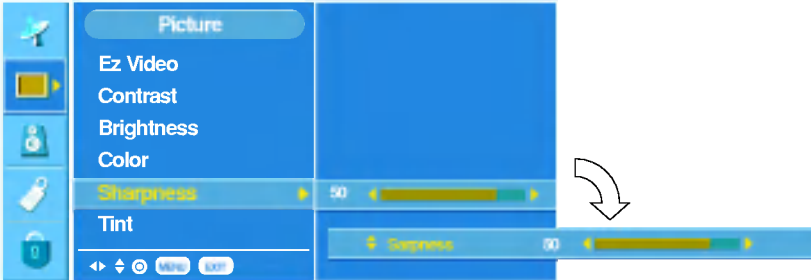 Picture
Ez Video
Contrast
Brightness
Color
Sharpness 50
Tint
Sarpness 50
MENU EXIT